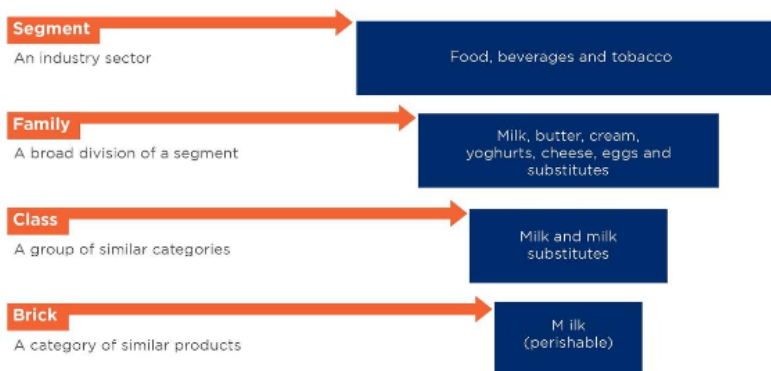 Segment
An industry sector
Food, beverages and tobacco
Family
A broad division of a segment
Milk, butter, cream,
yoghurts, cheese, eggs and
substitutes
Class
A group of similar categories
Milk and milk
substitutes
Brick
A category of similar products
M ilk
(perishable)